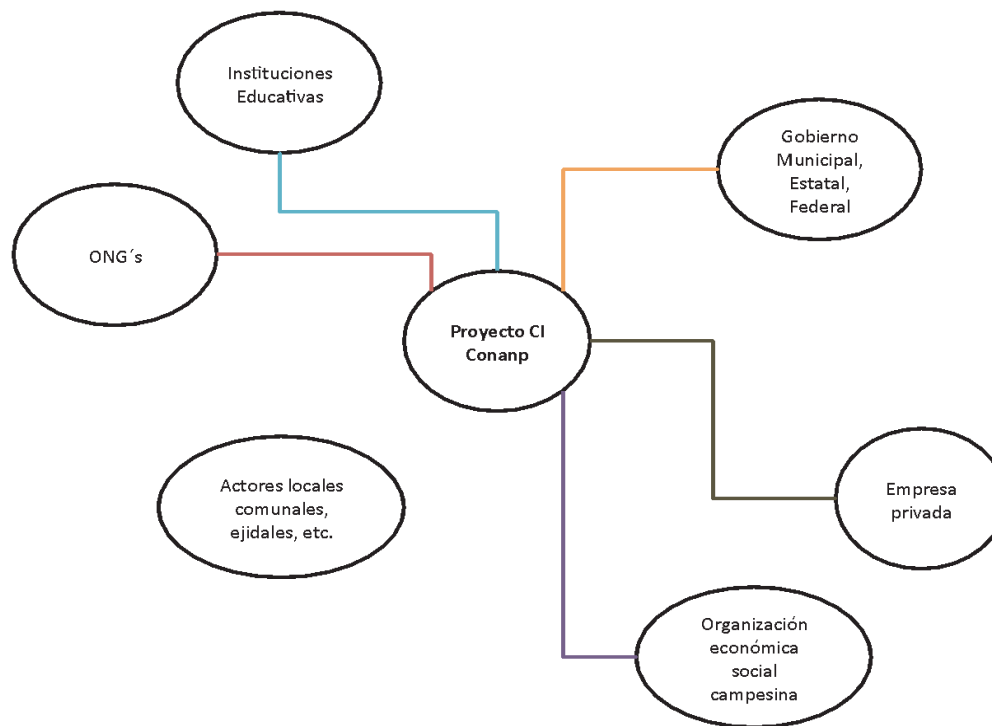 Instituciones
Educativas
Gobierno
Municipal,
Estatal,
Federal
ONG´s
Proyecto CI
Conanp
Actores locales
comunales,
ejidales, etc.
Empresa
privada
Organización
económica
social
campesina